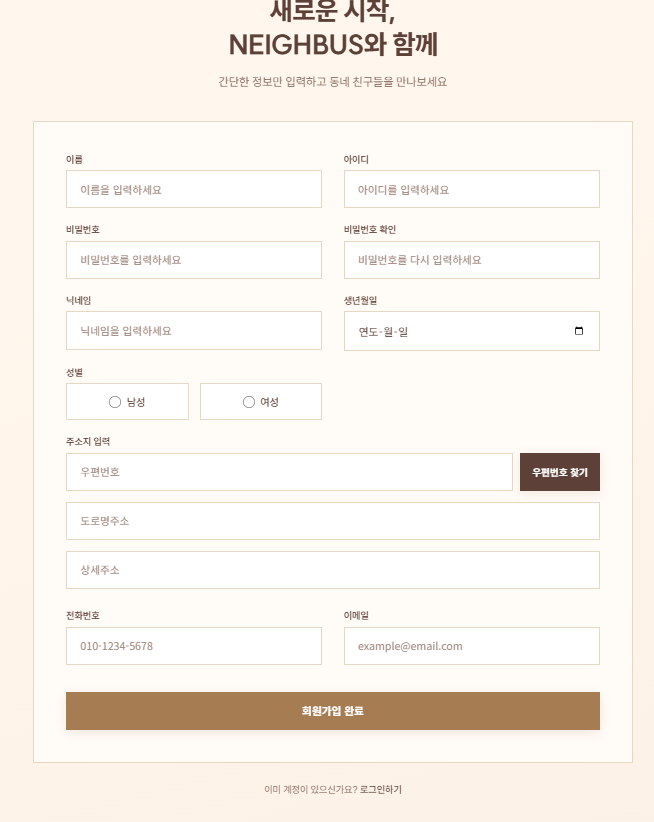 새로운 시작,
NEIGHBUS와 함께
간단한 정보만 입력하고 동네 친구들을 만나보세요
이름
아이디
이름을 입력하세요
아이디를 입력하세요
비밀번호
비밀번호 확인
비밀번호를 입력하세요
비밀번호를 다시 입력하세요
닉네임
생년월일
닉네임을 입력하세요
연도-월-일
성별
남성
여성
주소지 입력
우편번호
우편번호 찾기
도로명주소
상세주소
전화번호
이메일
010-1234-5678
example@email.com
회원가입 완료
이미 계정이 있으신가요? 로그인하기